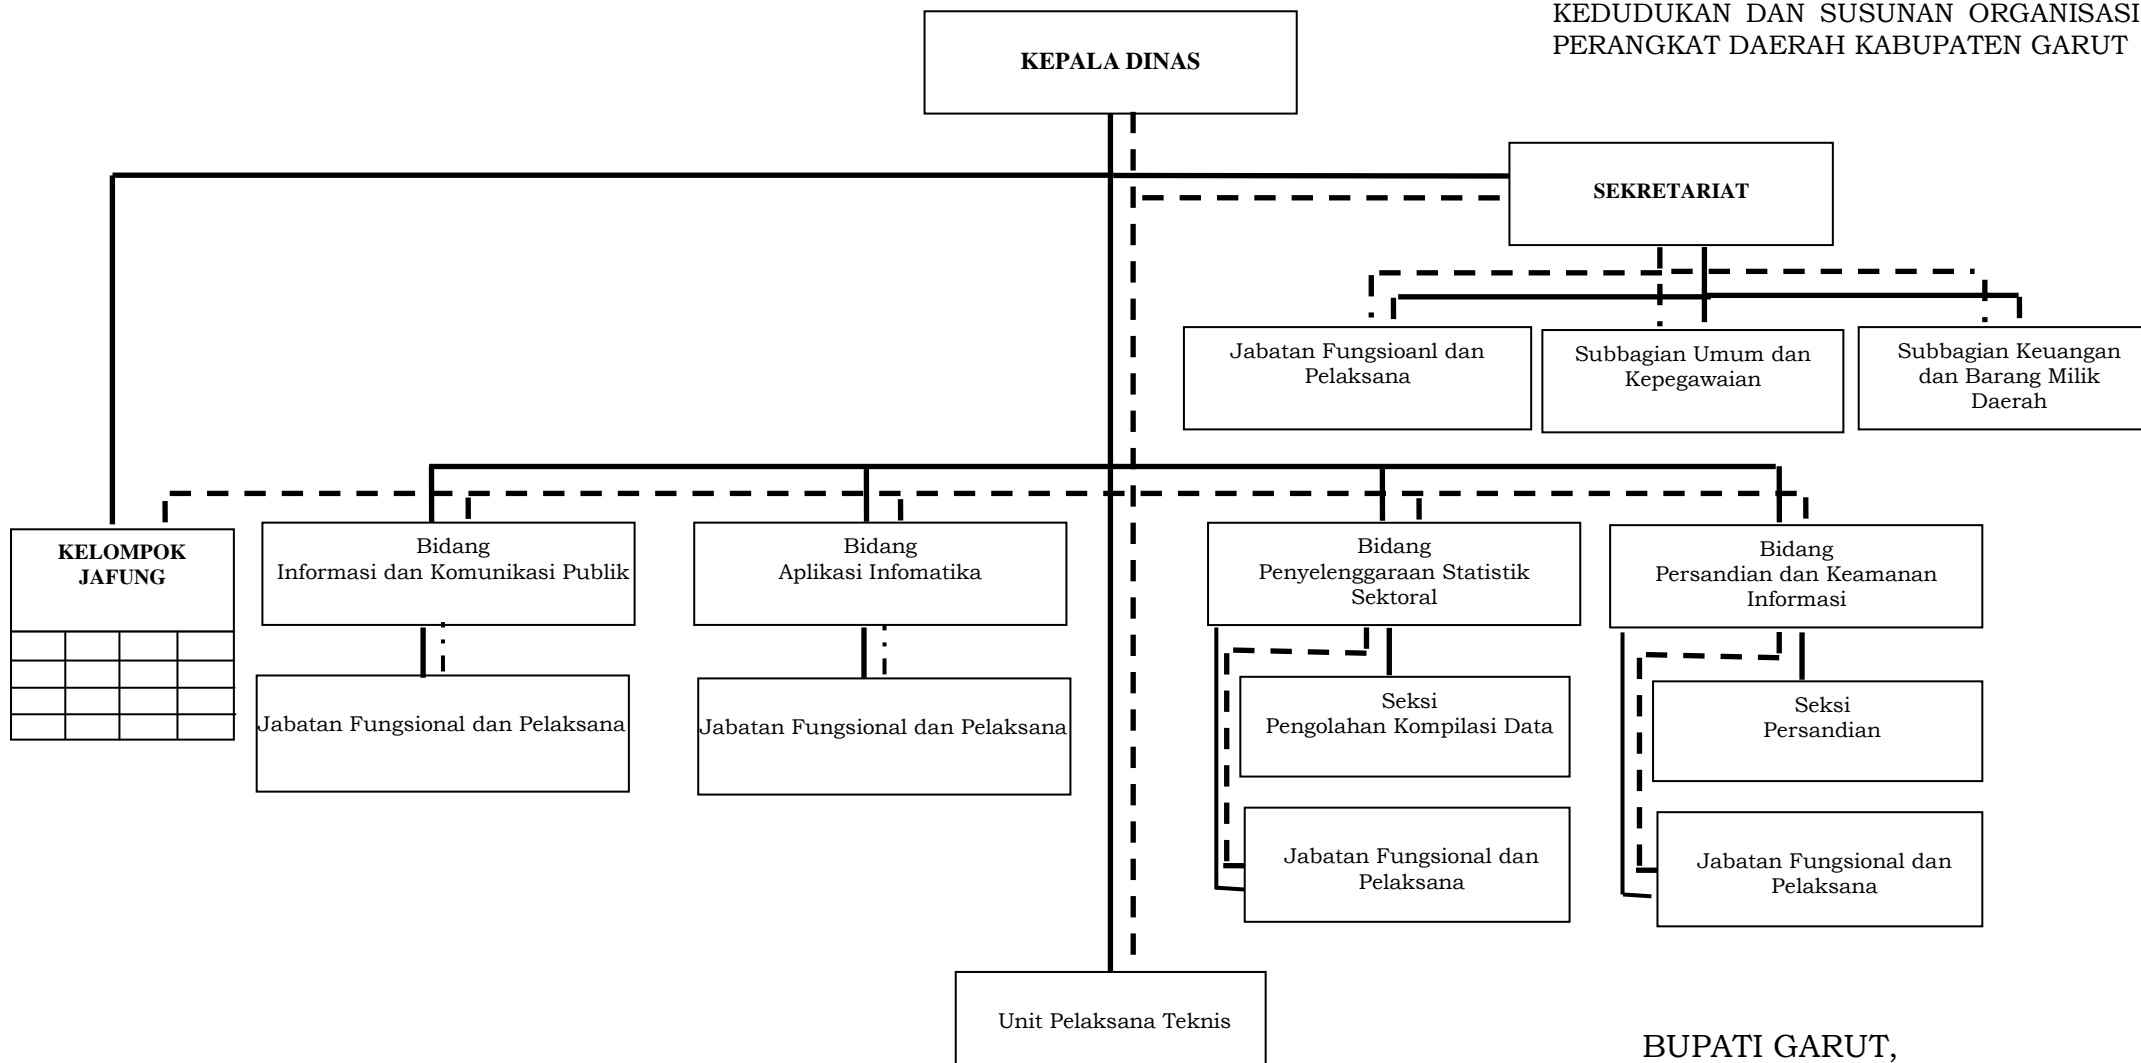 KEDUDUKAN DAN SUSUNAN ORGANISASI
PERANGKAT DAERAH KABUPATEN GARUT
KEPALA DINAS
SEKRETARIAT
Jabatan Fungsioanl dan
Pelaksana
Subbagian Umum dan
Kepegawaian
Subbagian Keuangan
dan Barang Milik
Daerah
KELOMPOK
JAFUNG
Bidang
Informasi dan Komunikasi Publik
Bidang
Aplikasi Infomatika
Bidang
Penyelenggaraan Statistik
Sektoral
Bidang
Persandian dan Keamanan
Informasi
Jabatan Fungsional dan Pelaksana
Jabatan Fungsional dan Pelaksana
Seksi
Pengolahan Kompilasi Data
Seksi
Persandian
Jabatan Fungsional dan
Pelaksana
Jabatan Fungsional dan
Pelaksana
Unit Pelaksana Teknis
BUPATI GARUT,